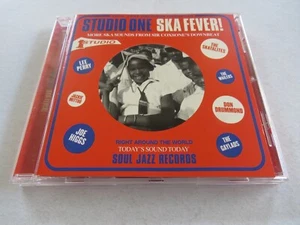 STUDIO ONE SKA FEVER!
MORE SKA SOUNDS FROM SIR COXSONE'S DOWNBEAT
STUDIO
THE SKATALITES
LEE PERRY
THE WAILERS
JACKIE MITTOO
DON DRUMMOND
JOE HIGGS
THE GAYLADS
RIGHT AROUND THE WORLD
TODAY'S SOUND TODAY
SOUL JAZZ RECORDS